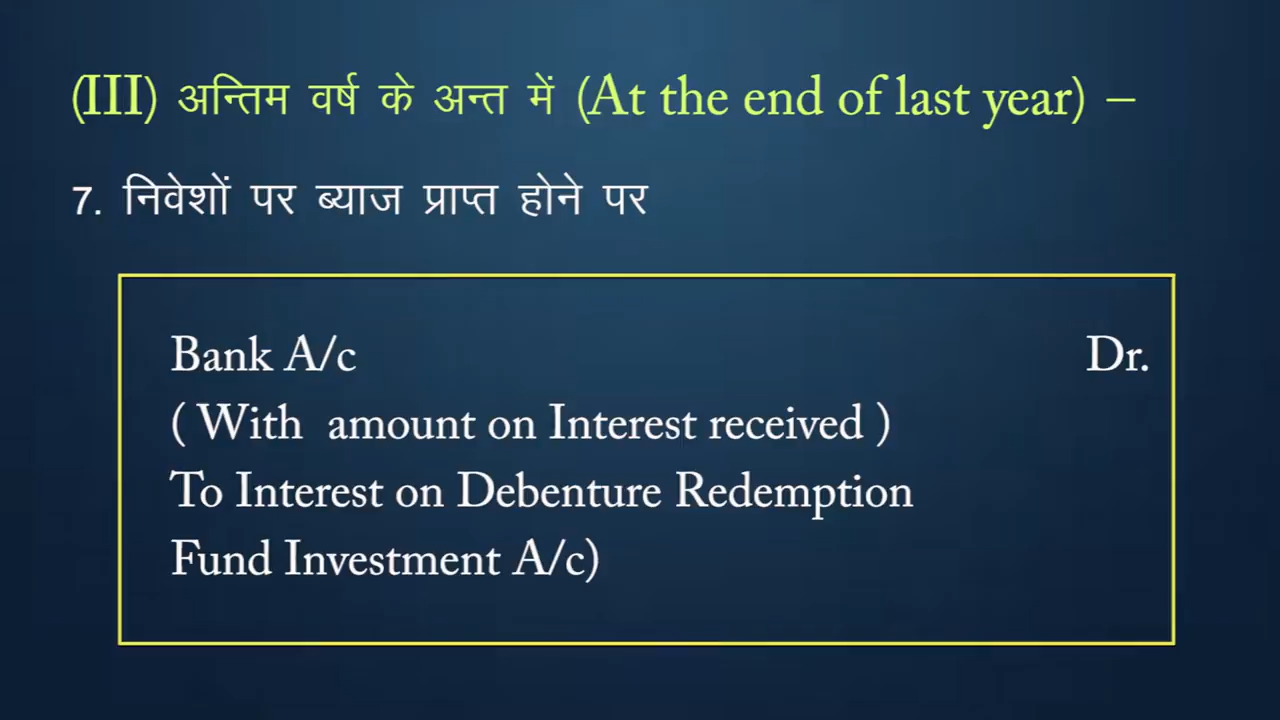 (III) अन्तिम वर्ष के अन्त में (At the end of last year) –
7. निवेशों पर ब्याज प्राप्त होने पर
Bank A/c Dr.
( With amount on Interest received )
To Interest on Debenture Redemption
Fund Investment A/c)